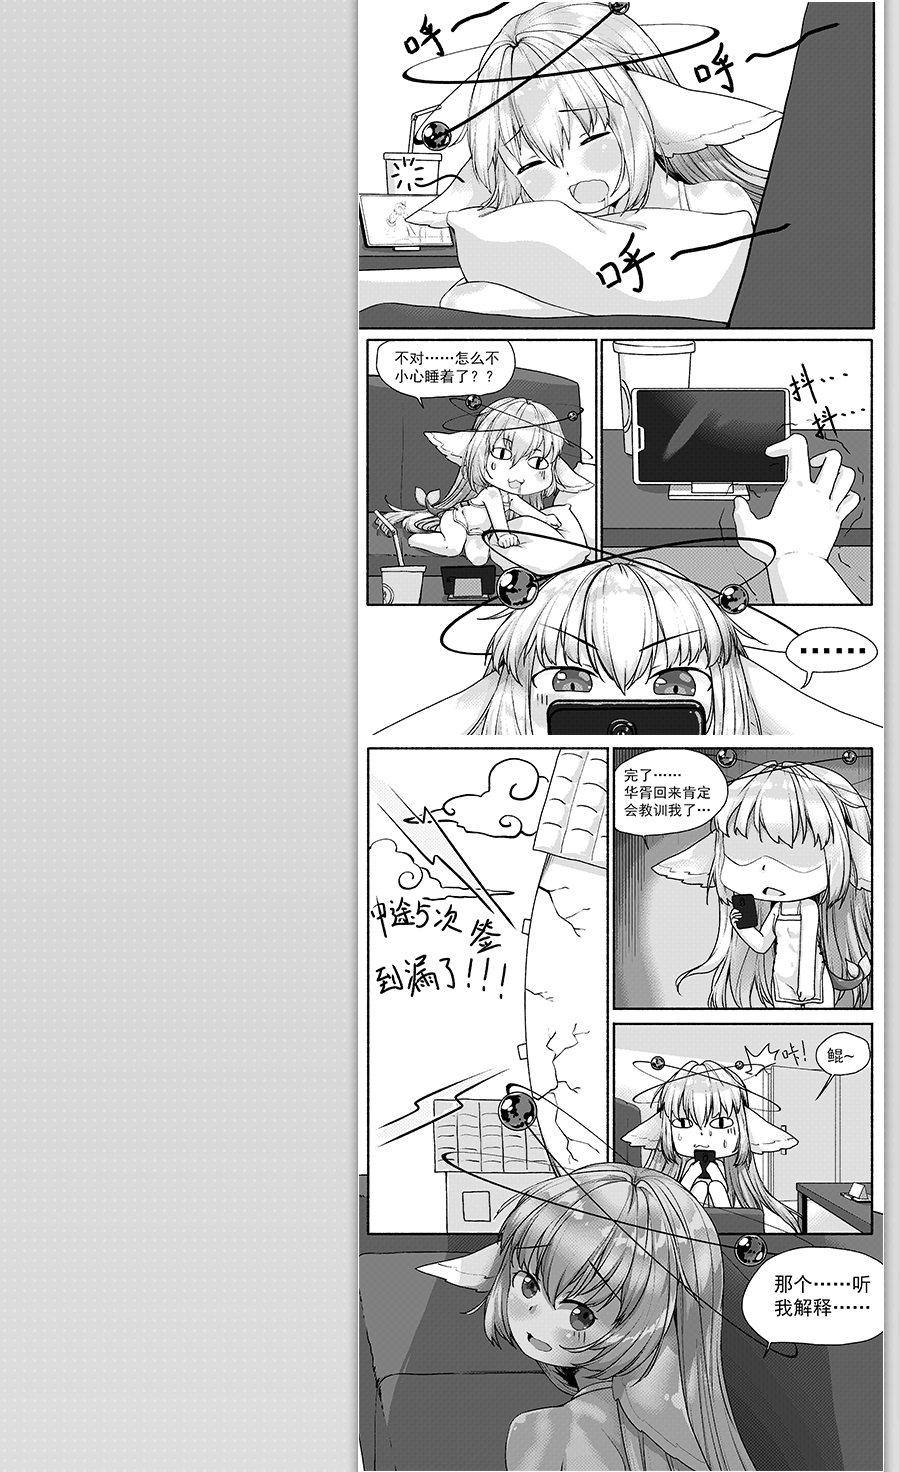 呼
呼
呼
不对……怎么不
小心睡着了？？
抖…
抖…
……
完了……
华胥回来肯定
会教训我了…
中途5次签
到漏了!!!
咔!
鲲~
那个……听
我解释……